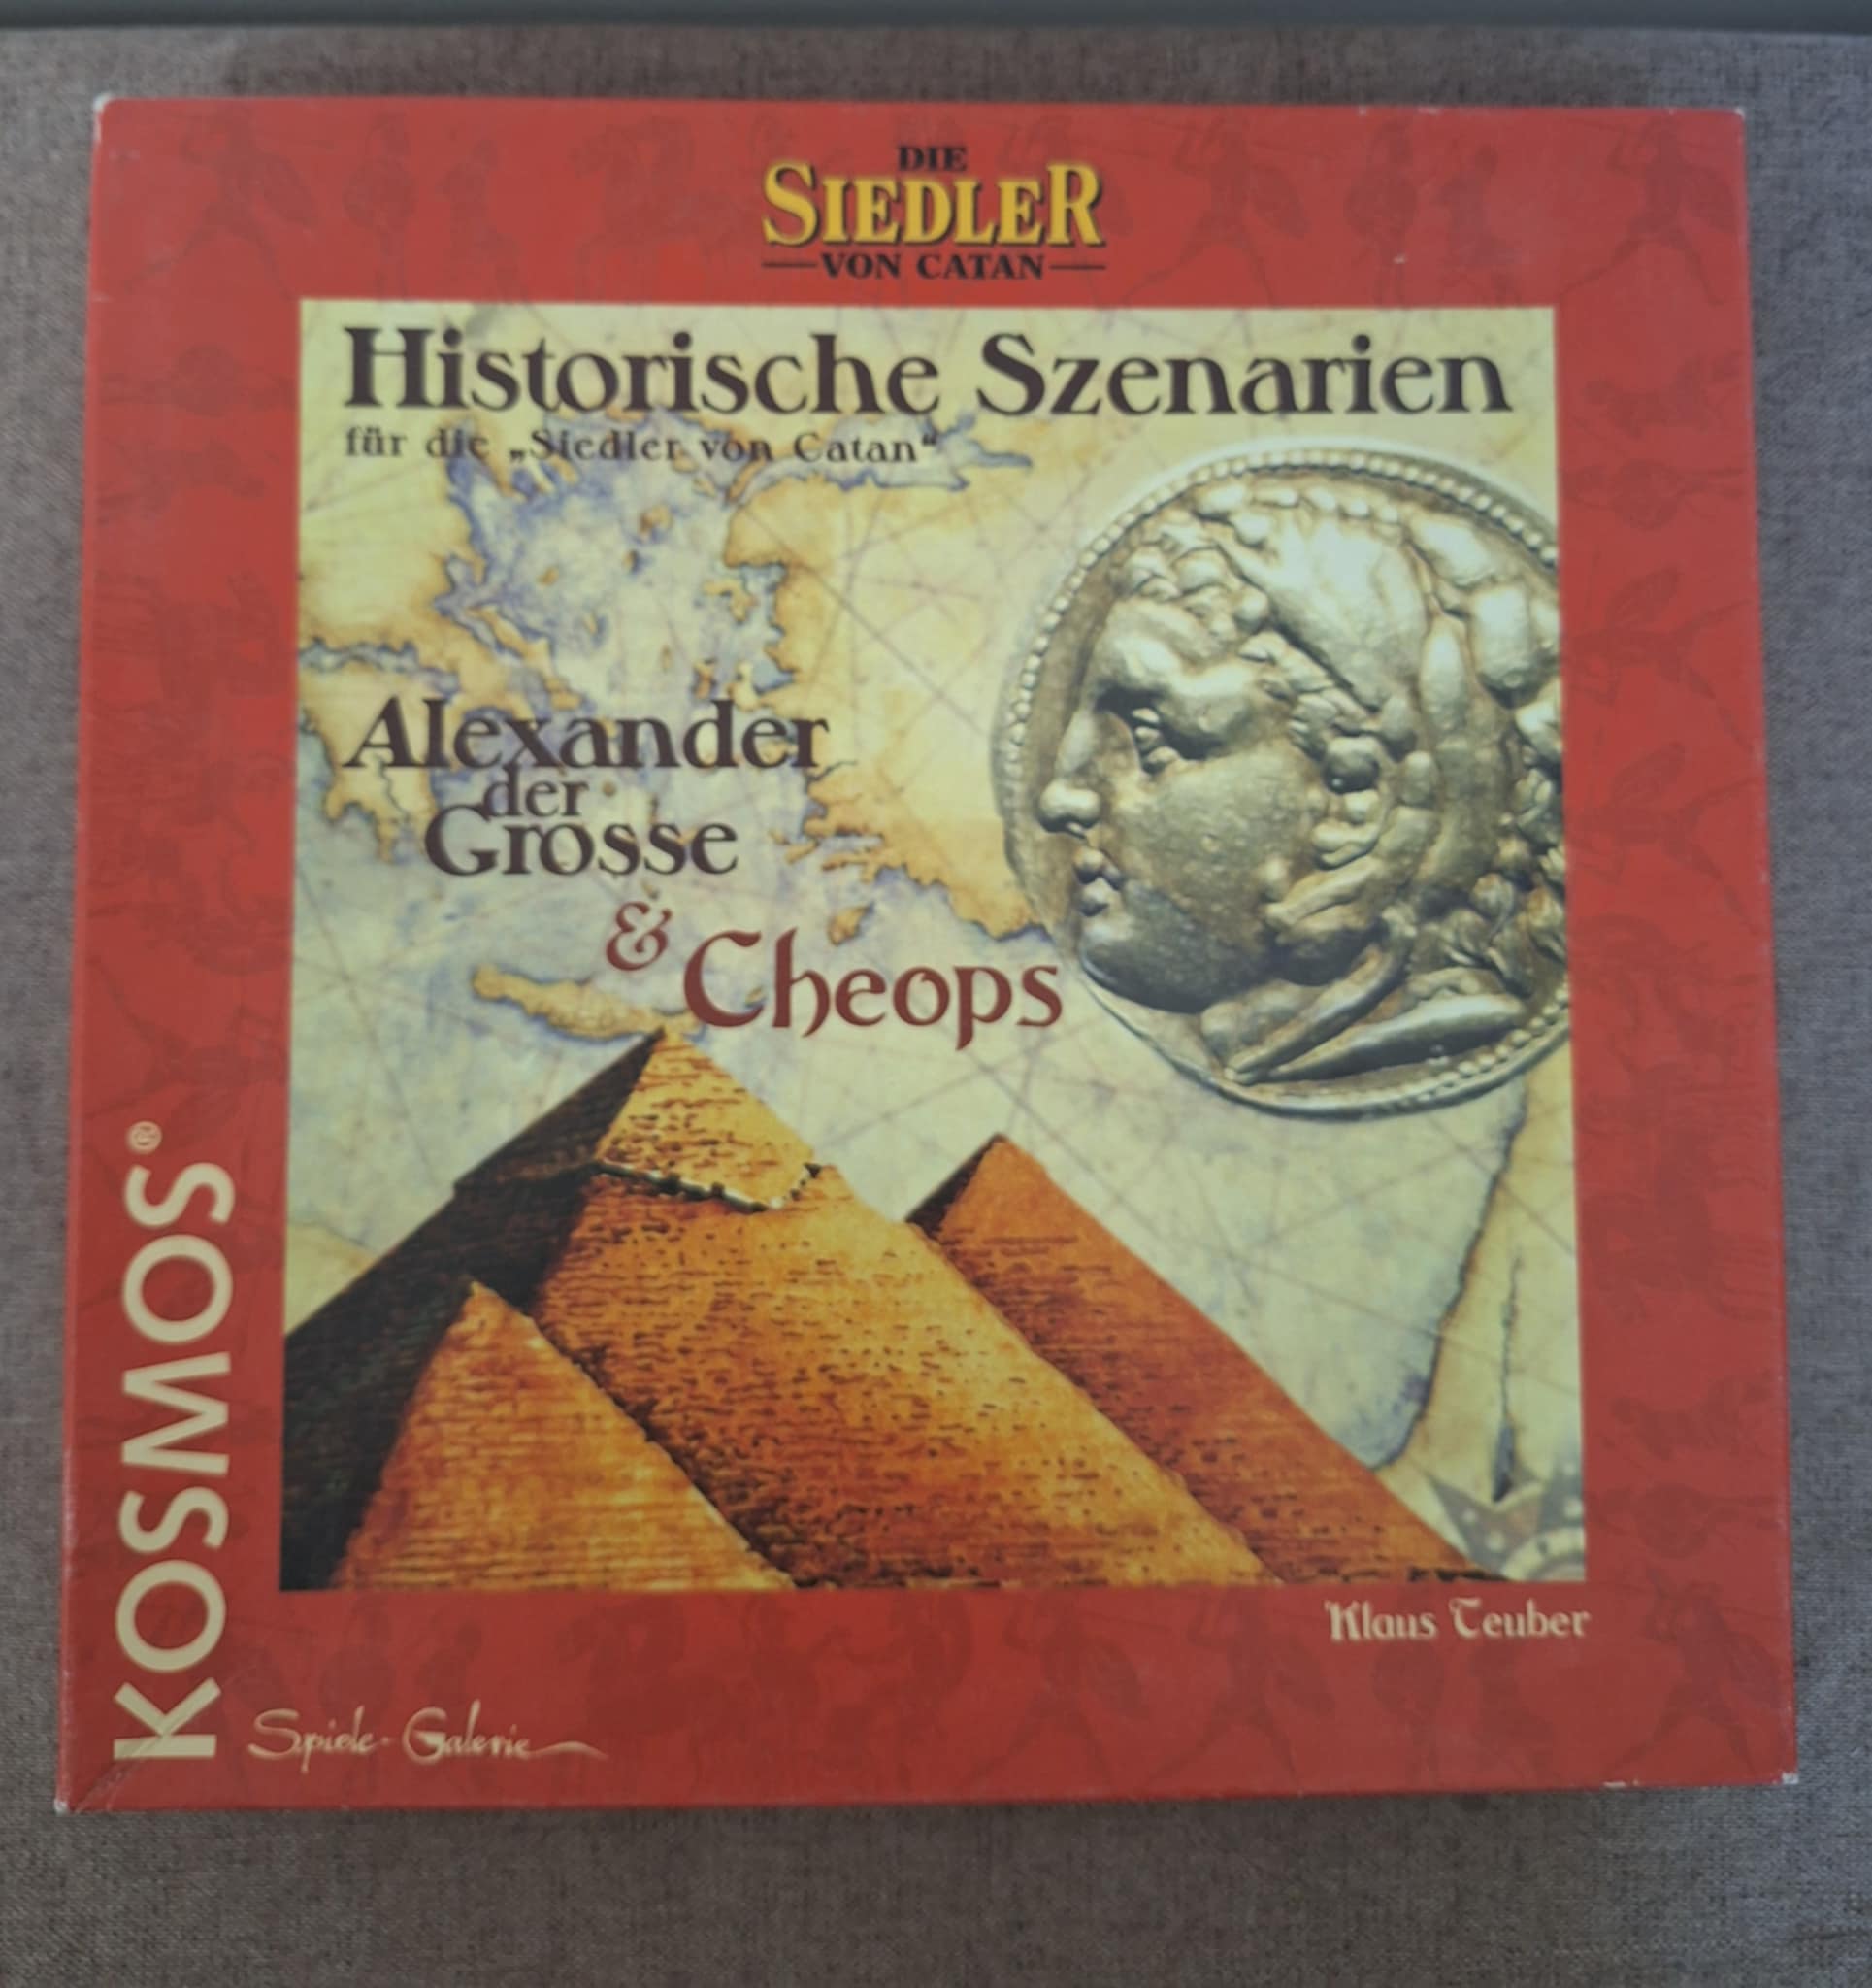 DIE
SIEDLER
VON CATAN
Historische Szenarien
für die „Siedler von Catan“
Alexander
der
Grosse
& Cheops
KOSMOS®
Klaus Teuber
Spiele-Galerie